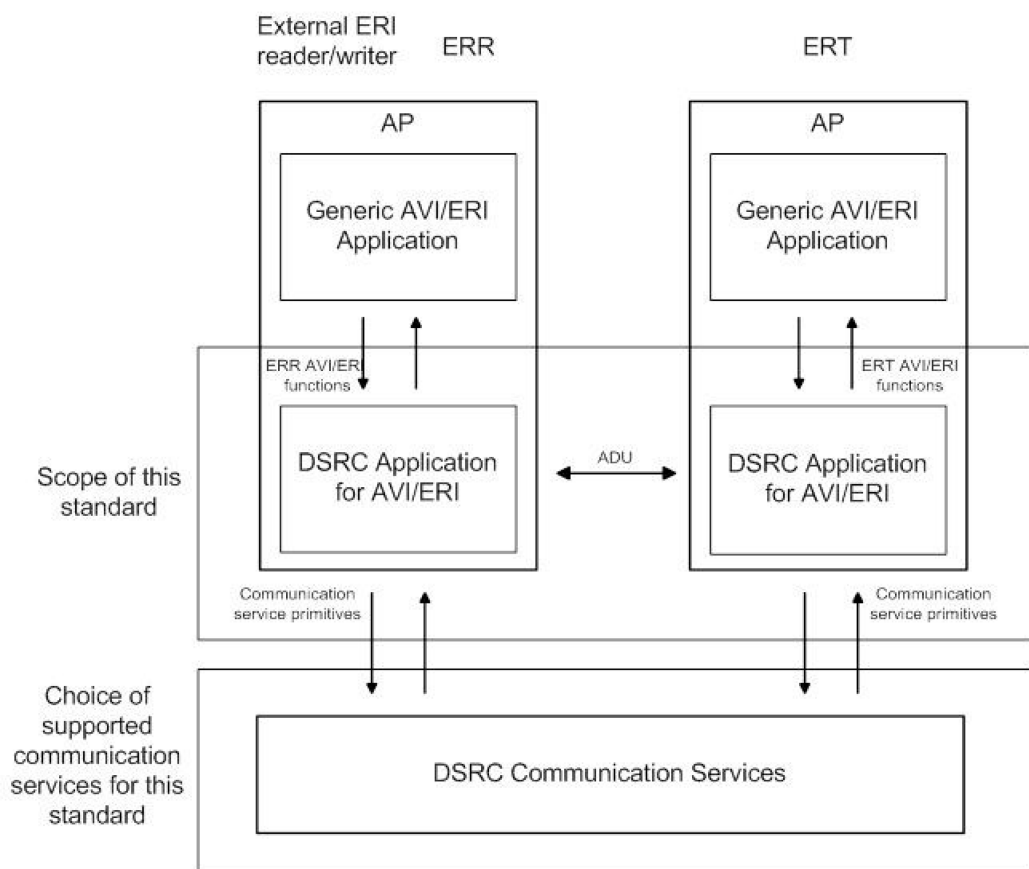 External ERI
reader/writer
ERR
ERT
AP
AP
Generic AVI/ERI
Application
Generic AVI/ERI
Application
ERR AVI/ERI
functions
ERT AVI/ERI
functions
Scope of this
standard
DSRC Application
for AVI/ERI
ADU
DSRC Application
for AVI/ERI
Communication
service primitives
Communication
service primitives
Choice of
supported
communication
services for this
standard
DSRC Communication Services